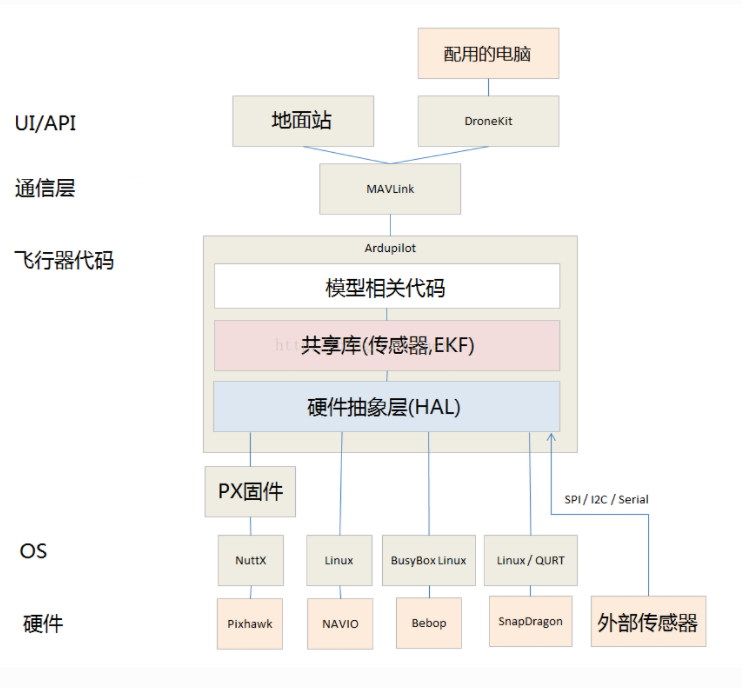 配用的电脑
UI/API
地面站
DroneKit
通信层
MAVLink
飞行器代码
Ardupilot
模型相关代码
共享库(传感器,EKF)
硬件抽象层(HAL)
PX固件
SPI / I2C / Serial
OS
NuttX
Linux
BusyBox Linux
Linux / QURT
硬件
Pixhawk
NAVIO
Bebop
SnapDragon
外部传感器